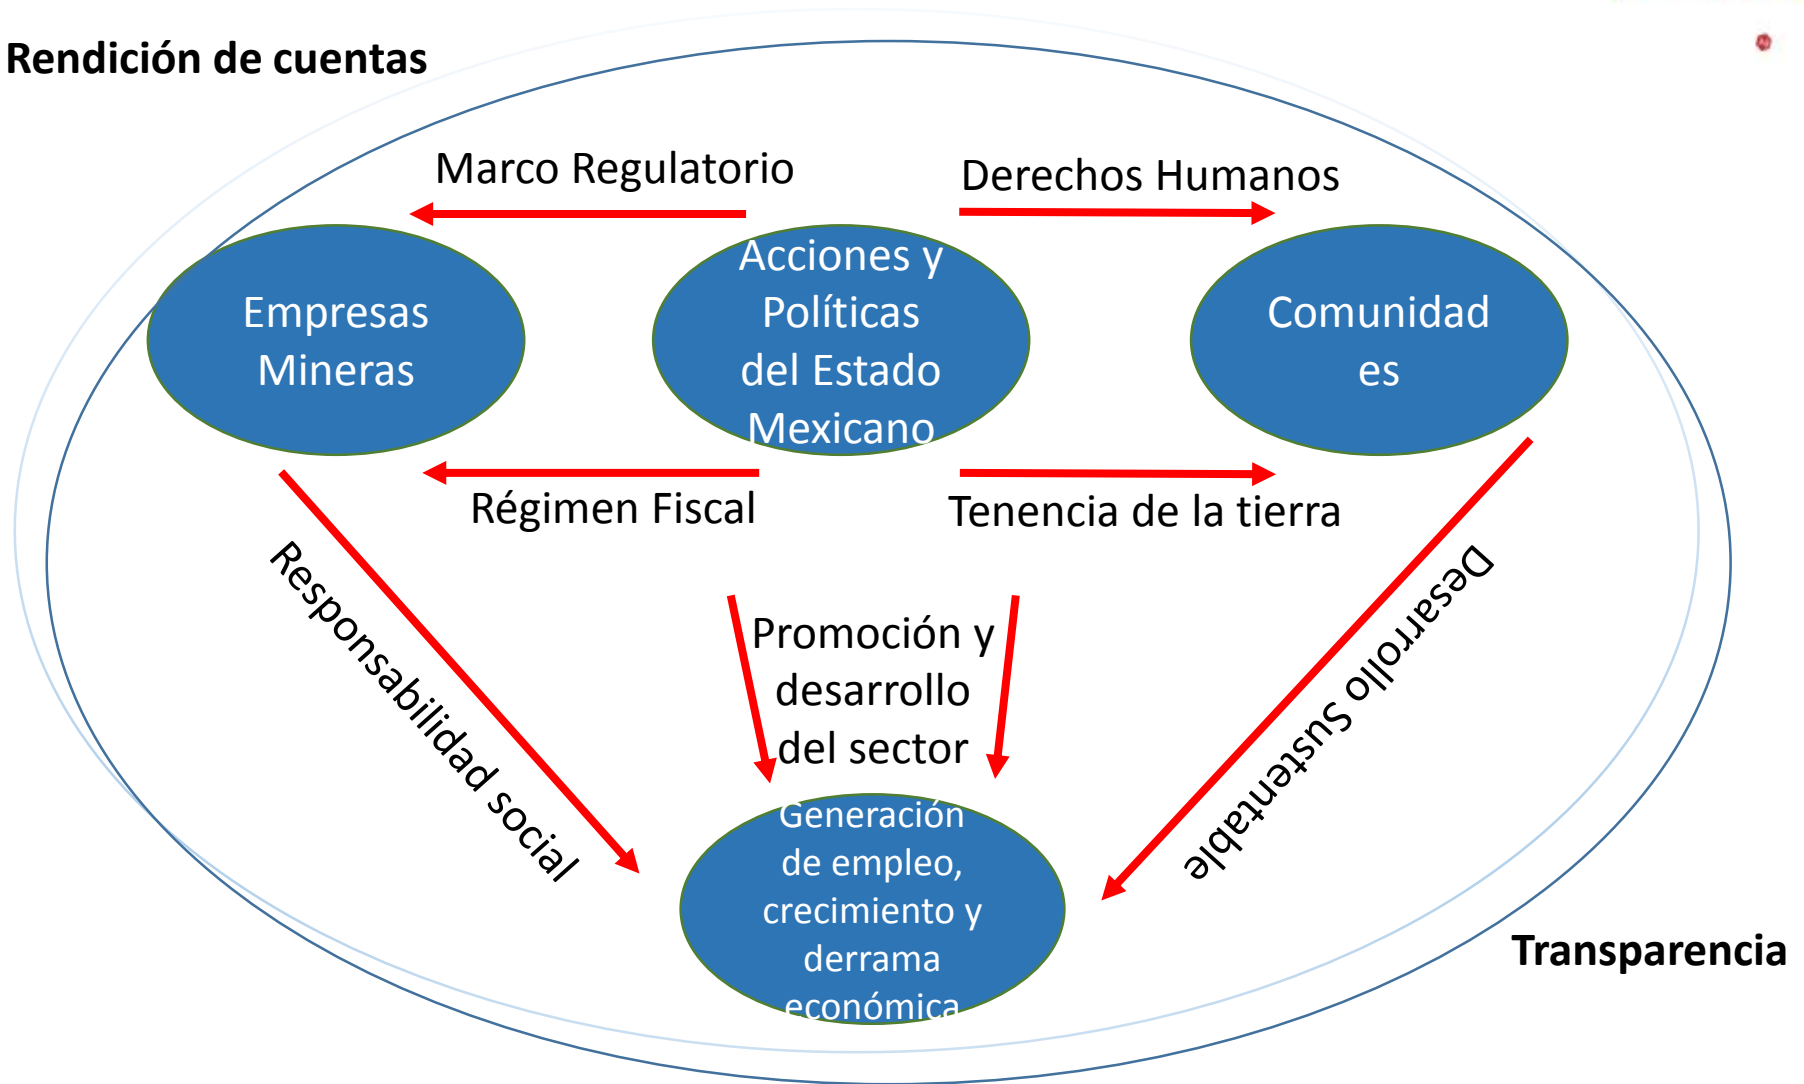 Rendición de cuentas
Marco Regulatorio
Derechos Humanos
Empresas
Mineras
Acciones y
Políticas
del Estado
Mexicano
Comunidad
es
Régimen Fiscal
Tenencia de la tierra
Responsabilidad social
Promoción y
desarrollo
del sector
Desarrollo Sustentable
Generación
de empleo,
crecimiento y
derrama
económica
Transparencia